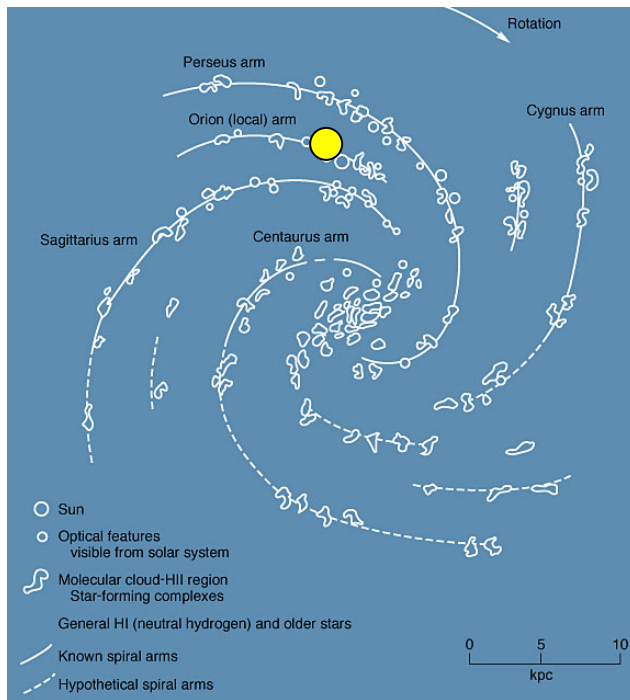 Rotation
Perseus arm
Orion (local) arm
Cygnus arm
Sagittarius arm
Centaurus arm
Sun
Optical features
visible from solar system
Molecular cloud-HII region
Star-forming complexes
General HI (neutral hydrogen) and older stars
Known spiral arms
Hypothetical spiral arms
0 5 10
kpc